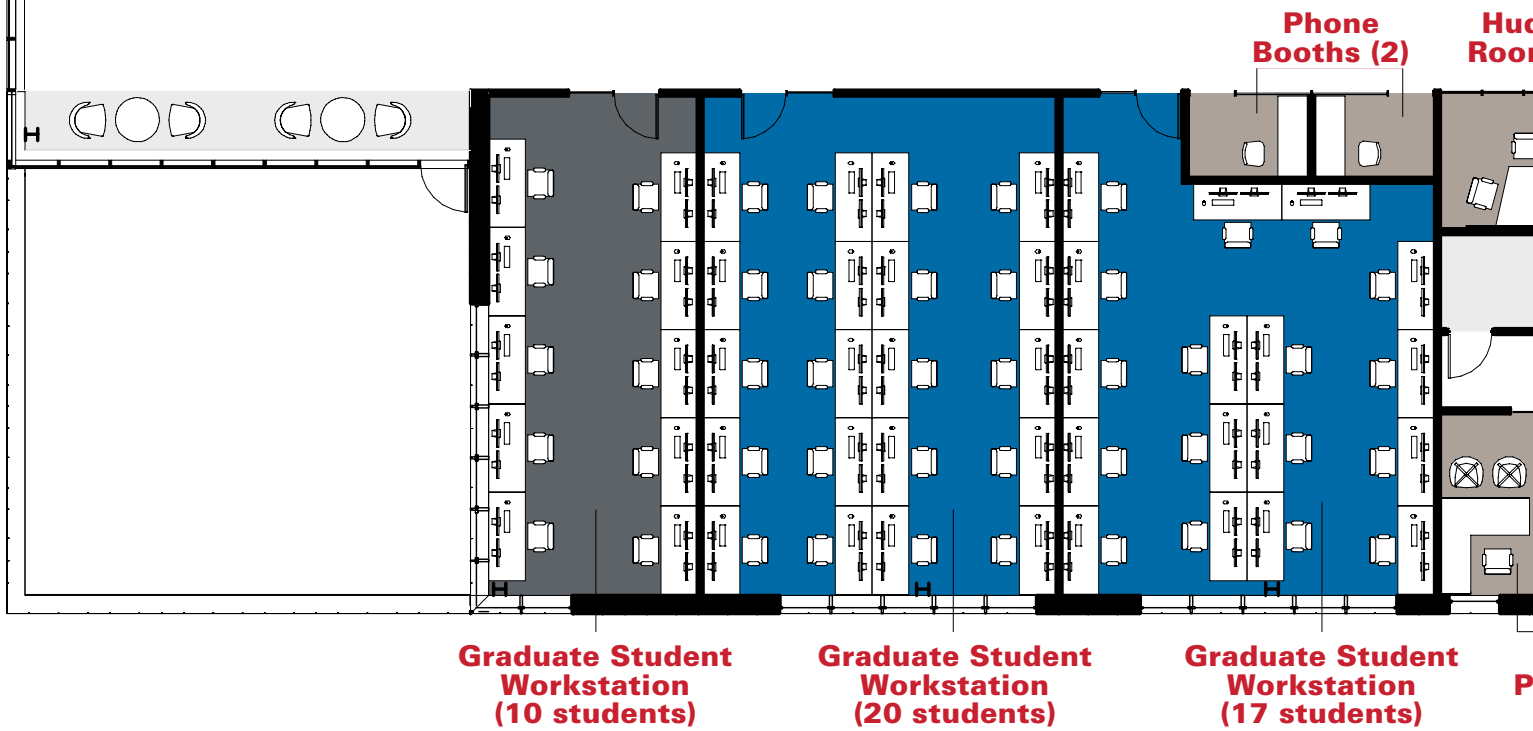 Phone
Booths (2)
Graduate Student
Workstation
(10 students)
Graduate Student
Workstation
(20 students)
Graduate Student
Workstation
(17 students)